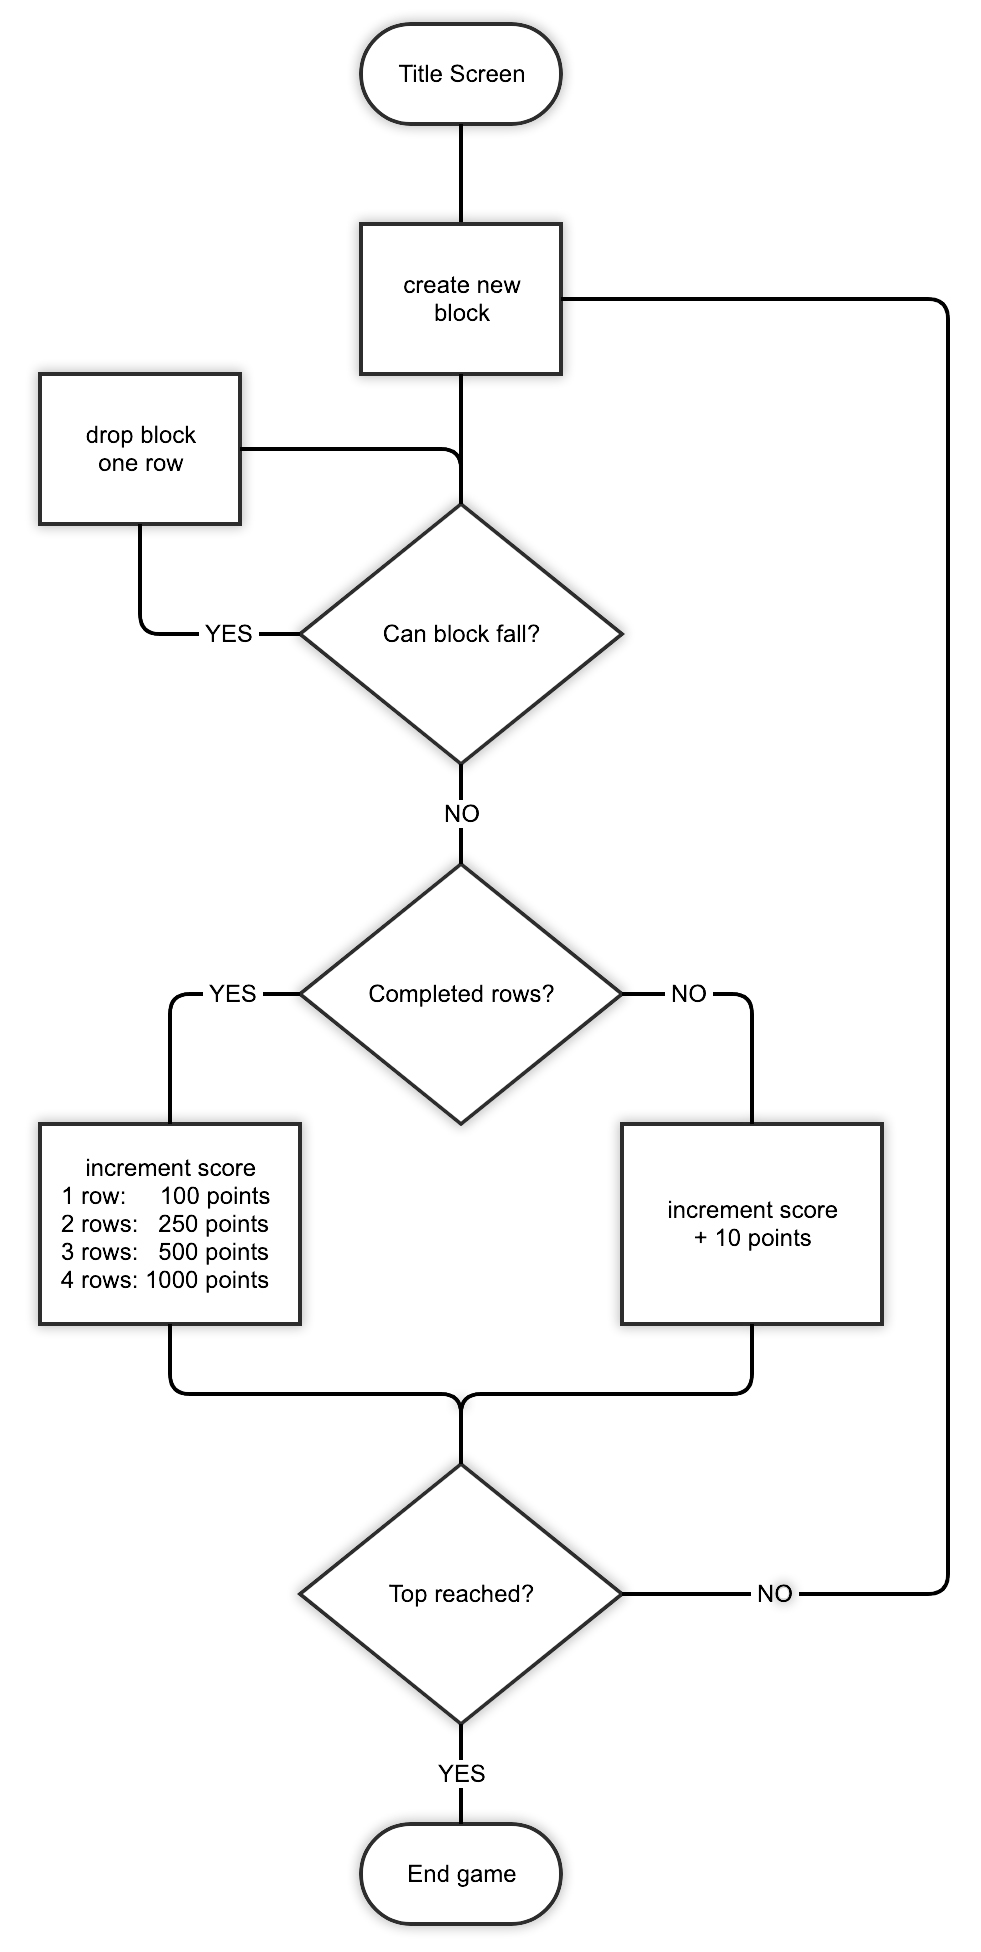 Title Screen
create new
block
drop block
one row
Can block fall?
YES
NO
Completed rows?
YES
NO
increment score
1 row: 100 points
2 rows: 250 points
3 rows: 500 points
4 rows: 1000 points
increment score
+ 10 points
Top reached?
NO
YES
End game